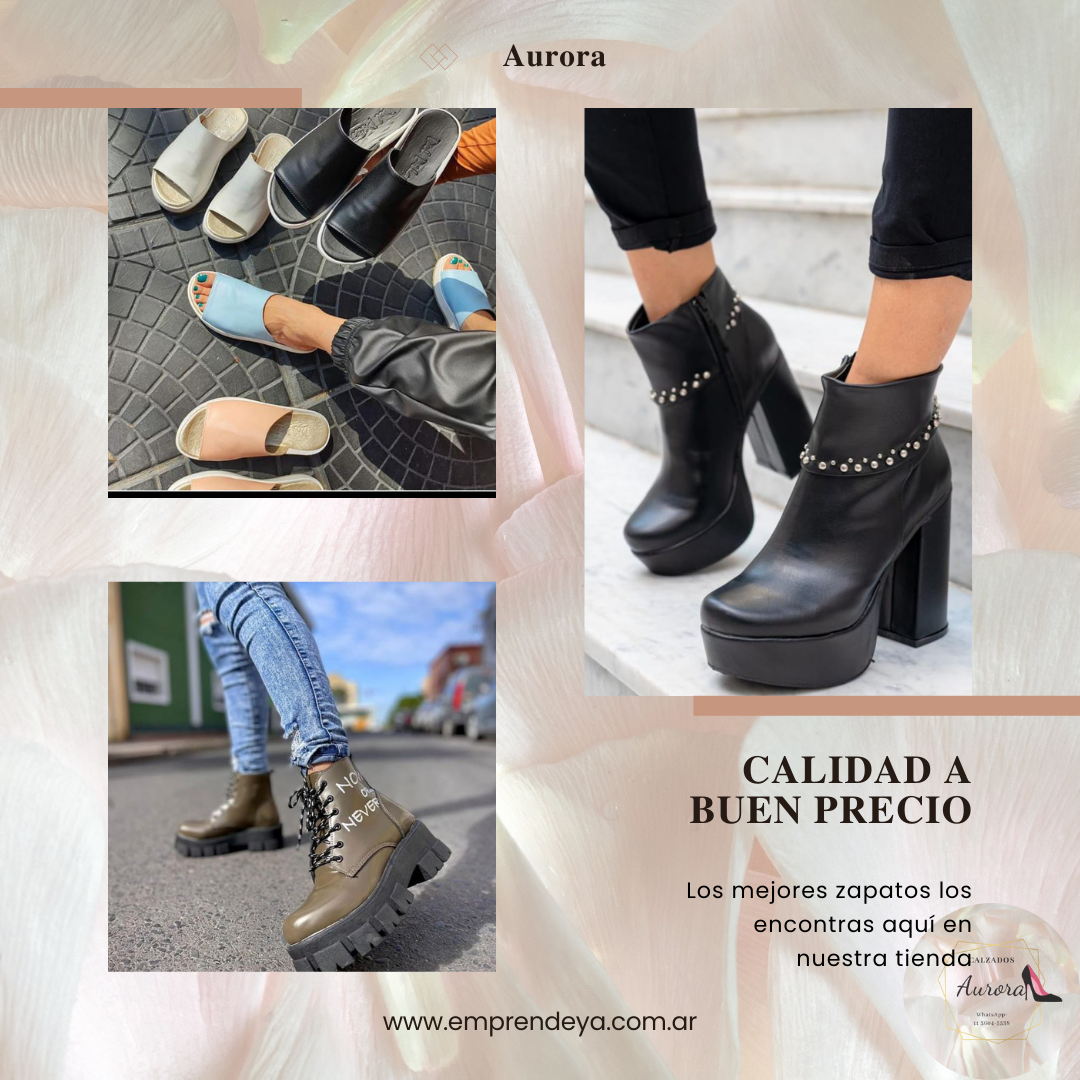 Aurora
NO
NEVER
CALIDAD A
BUEN PRECIO
Los mejores zapatos los
encontras aquí en
nuestra tienda
CALZADOS
Aurora
WhatsApp:
www.emprendeya.com.ar